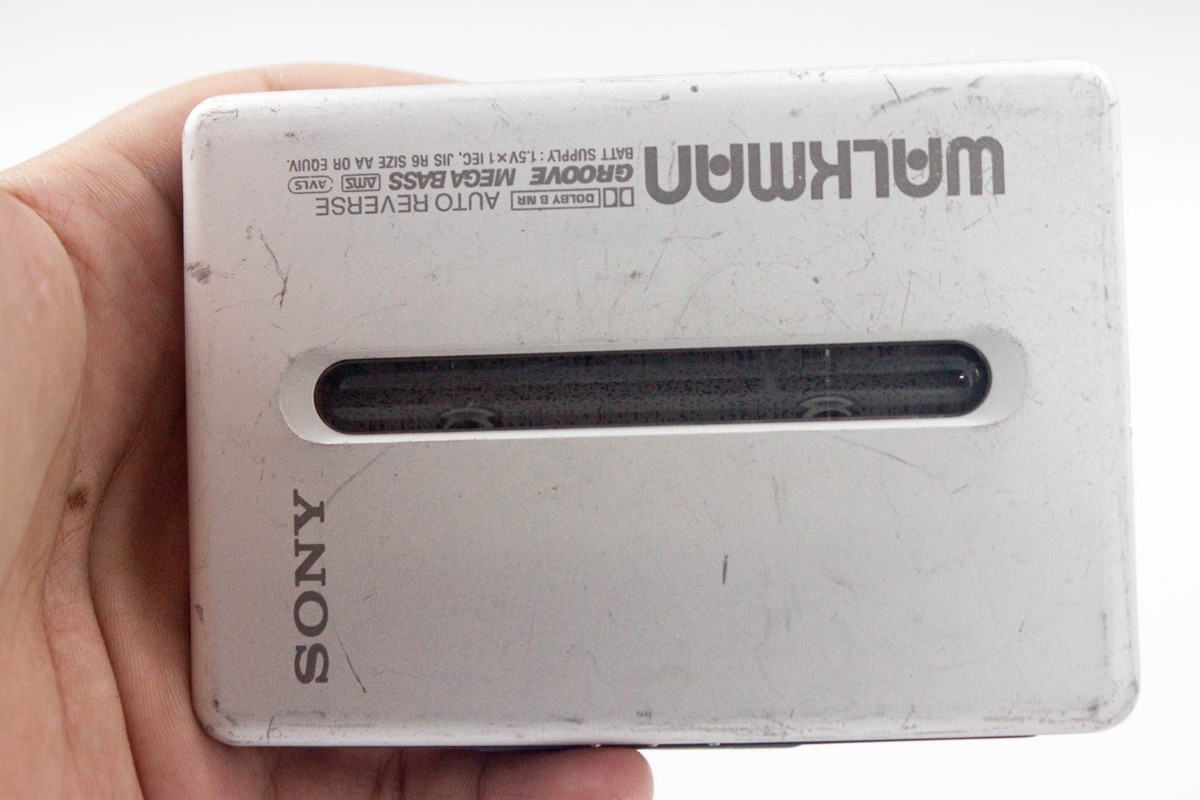 WALKMAN
DOLBY B NR AUTO REVERSE
GROOVE MEGA BASS AMS AVLS
BATT SUPPLY : 1.5V×1 IEC, JIS R6 SIZE AA OR EQUIV.
SONY